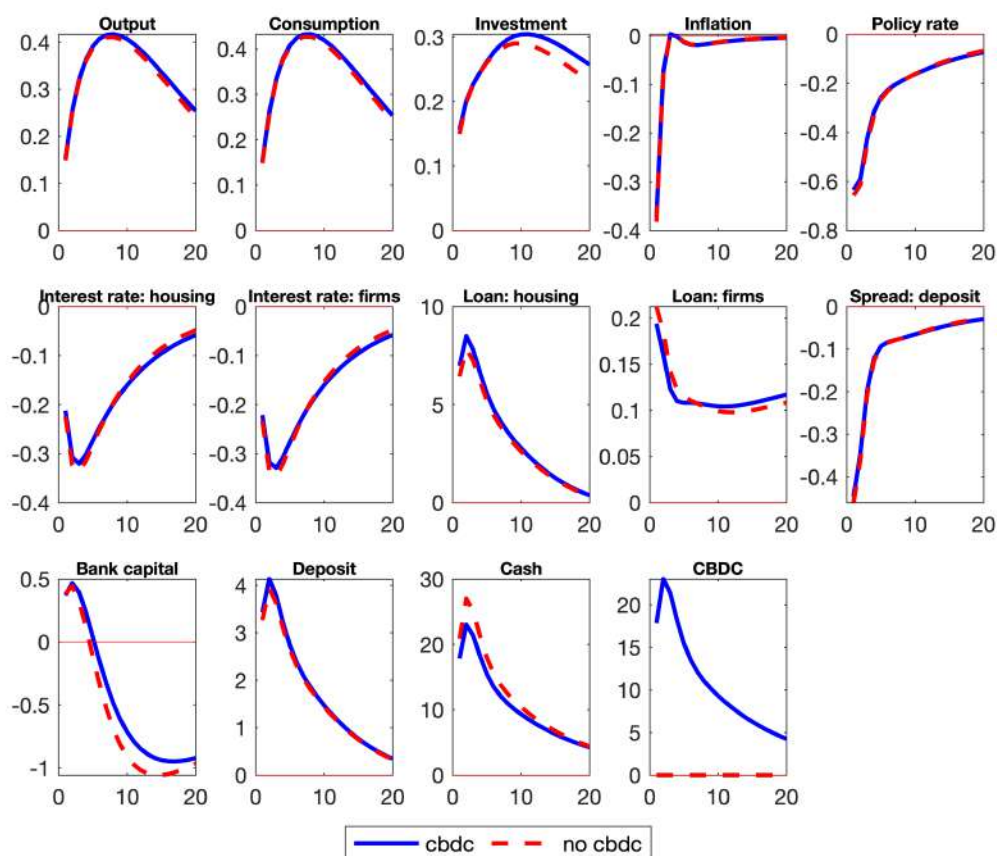 Output
Consumption
Investment
Inflation
Policy rate
0.4
0.3
0.2
0.1
0
0 10 20
0.4
0.3
0.2
0.1
0
0 10 20
0.3
0.2
0.1
0
0 10 20
0
-0.1
-0.2
-0.3
-0.4
0 10 20
0
-0.2
-0.4
-0.6
-0.8
0 10 20
Interest rate: housing
Interest rate: firms
Loan: housing
Loan: firms
Spread: deposit
0
-0.1
-0.2
-0.3
-0.4
0 10 20
0
-0.1
-0.2
-0.3
-0.4
0 10 20
10
5
0
0 10 20
0.2
0.15
0.1
0.05
0
0 10 20
0
-0.1
-0.2
-0.3
-0.4
0 10 20
Bank capital
Deposit
Cash
CBDC
0.5
0
-0.5
-1
0 10 20
4
3
2
1
0
0 10 20
30
20
10
0
0 10 20
20
15
10
5
0
0 10 20
cbdc no cbdc